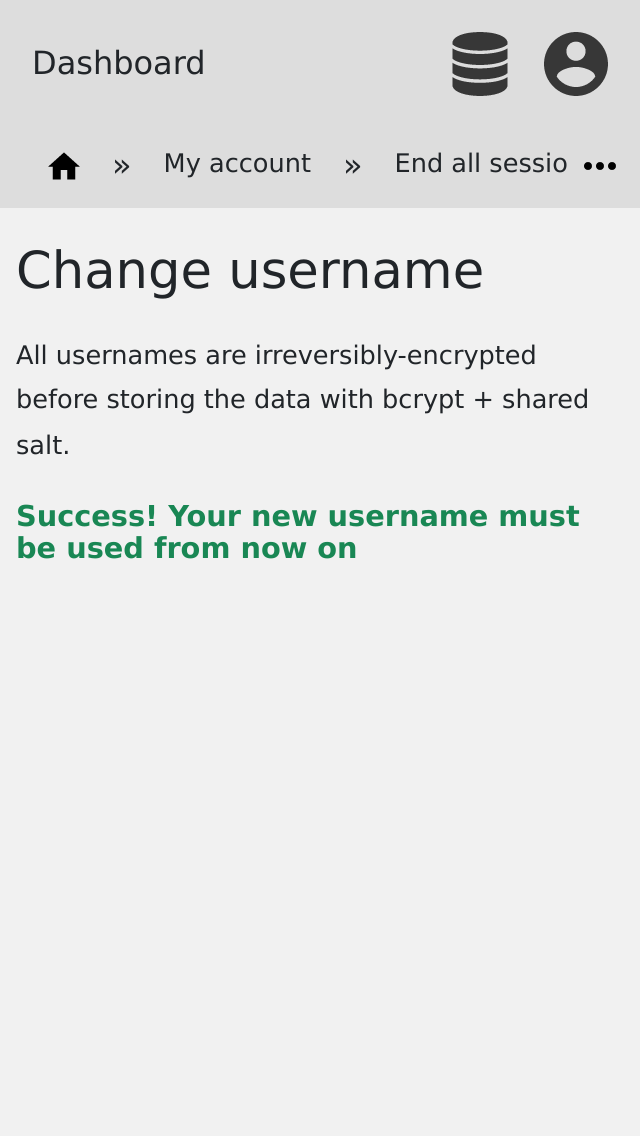 Dashboard
» My account » End all sessio
Change username
All usernames are irreversibly-encrypted
before storing the data with bcrypt + shared
salt.
Success! Your new username must
be used from now on